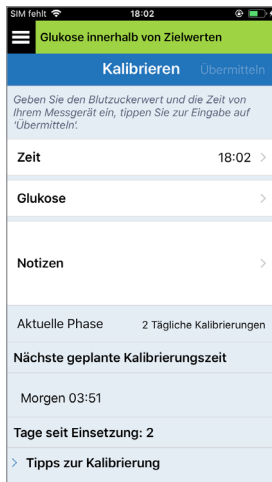 SIM fehlt 18:02
Glukose innerhalb von Zielwerten
Kalibrieren Übermitteln
Geben Sie den Blutzuckerwert und die Zeit von
Ihrem Messgerät ein, tippen Sie zur Eingabe auf
'Übermitteln'.
Zeit 18:02
Glukose
Notizen
Aktuelle Phase 2 Tägliche Kalibrierungen
Nächste geplante Kalibrierungszeit
Morgen 03:51
Tage seit Einsetzung: 2
Tipps zur Kalibrierung